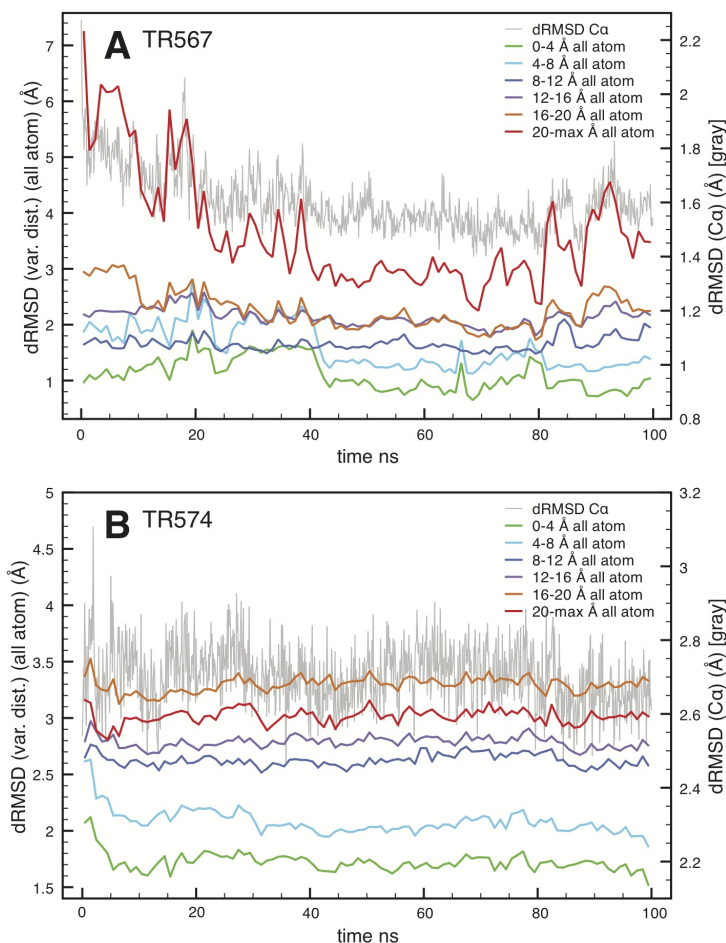 A TR567
dRMSD Cα
0-4 Å all atom
4-8 Å all atom
8-12 Å all atom
12-16 Å all atom
16-20 Å all atom
20-max Å all atom
7
6
5
4
3
2
1
dRMSD (var. dist.) (all atom) (Å)
2.2
2
1.8
1.6
1.4
1.2
1
0.8
dRMSD (Cα) (Å) [gray]
0 20 40 60 80 100
time ns
B TR574
dRMSD Cα
0-4 Å all atom
4-8 Å all atom
8-12 Å all atom
12-16 Å all atom
16-20 Å all atom
20-max Å all atom
5
4.5
4
3.5
3
2.5
2
1.5
dRMSD (var. dist.) (all atom) (Å)
3.2
3
2.8
2.6
2.4
2.2
dRMSD (Cα) (Å) [gray]
0 20 40 60 80 100
time ns